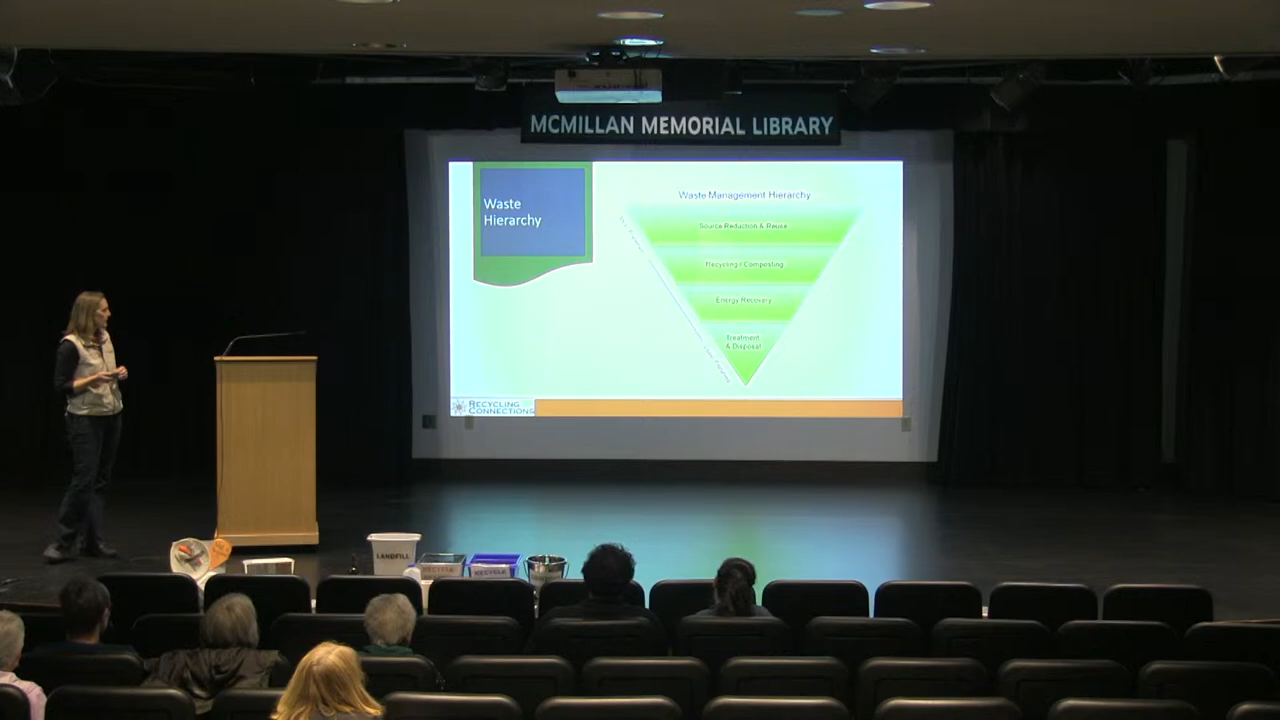 MCMILLAN MEMORIAL LIBRARY
Waste
Hierarchy
Waste Management Hierarchy
Source Reduction & Reuse
Recycling / Composting
Energy Recovery
Treatment
& Disposal
RECYCLING
CONNECTIONS
LANDFILL
RECYCLE
RECYCLE